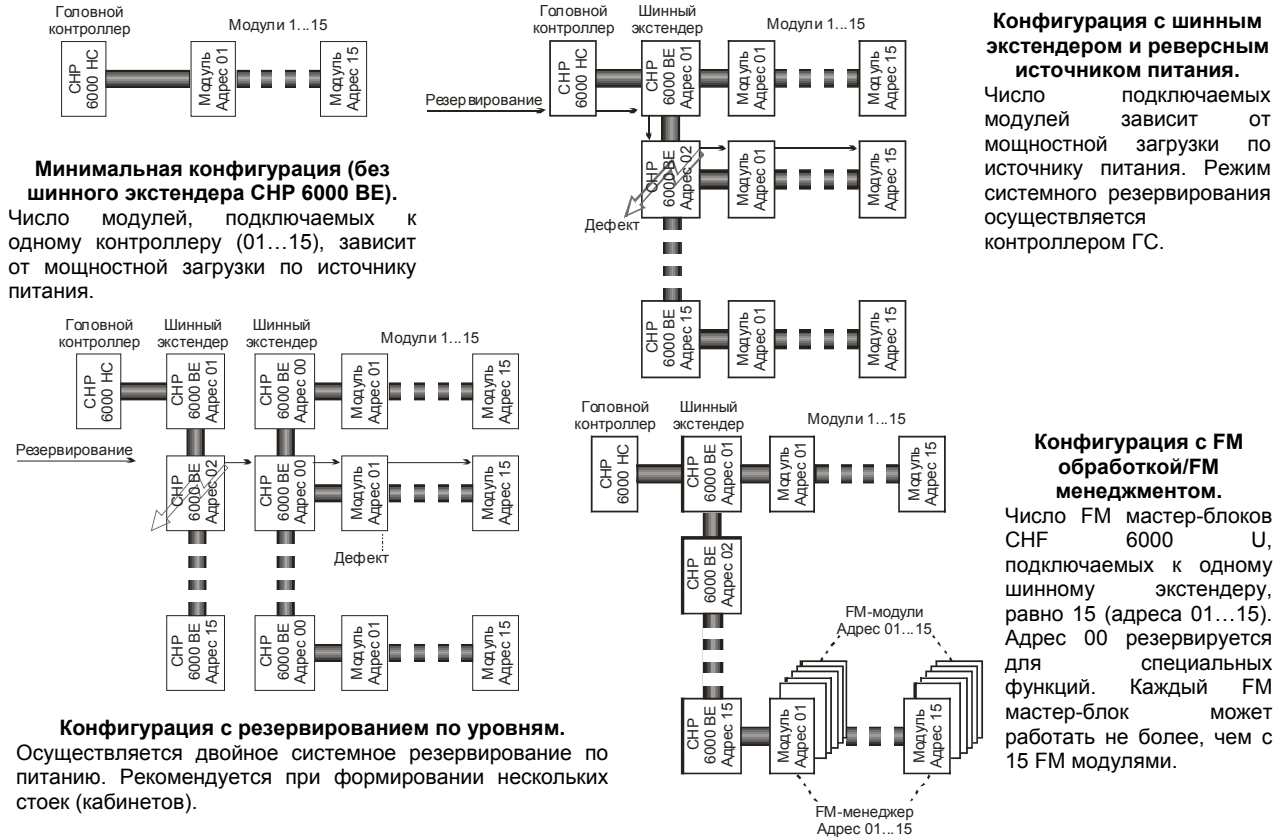 Головной
контроллер
Модули 1...15
CHP
6000 HC
Модуль
Адрес 01
Модуль
Адрес 15
Минимальная конфигурация (без
шинного экстендера CHP 6000 BE).
Число модулей, подключаемых к
одному контроллеру (01…15), зависит
от мощностной загрузки по источнику
питания.
Головной
контроллер
Шинный
экстендер
Модули 1...15
CHP
6000 HC
CHP
6000 BE
Адрес 01
Модуль
Адрес 01
Модуль
Адрес 15
Резервирование
CHP
6000 BE
Адрес 02
Модуль
Адрес 01
Модуль
Адрес 15
Дефект
CHP
6000 BE
Адрес 15
Модуль
Адрес 01
Модуль
Адрес 15
Конфигурация с шинным
экстендером и реверсным
источником питания.
Число подключаемых
модулей зависит от
мощностной загрузки по
источнику питания. Режим
системного резервирования
осуществляется
контроллером ГС.
Головной
контроллер
Шинный
экстендер
Шинный
экстендер
Модули 1...15
CHP
6000 HC
CHP
6000 BE
Адрес 01
CHP
6000 BE
Адрес 00
Модуль
Адрес 01
Модуль
Адрес 15
Резервирование
CHP
6000 BE
Адрес 02
CHP
6000 BE
Адрес 00
Модуль
Адрес 01
Модуль
Адрес 15
Дефект
CHP
6000 BE
Адрес 15
CHP
6000 BE
Адрес 00
Модуль
Адрес 01
Модуль
Адрес 15
Конфигурация с резервированием по уровням.
Осуществляется двойное системное резервирование по
питанию. Рекомендуется при формировании нескольких
стоек (кабинетов).
Головной
контроллер
Шинный
экстендер
Модули 1...15
CHP
6000 HC
CHP
6000 BE
Адрес 01
Модуль
Адрес 01
Модуль
Адрес 15
CHP
6000 BE
Адрес 02
FM-модули
Адрес 01...15
CHP
6000 BE
Адрес 15
Модуль
Адрес 01
Модуль
Адрес 15
FM-менеджер
Адрес 01...15
Конфигурация с FM
обработкой/FM
менеджментом.
Число FM мастер-блоков
CHF 6000 U,
подключаемых к одному
шинному экстендеру,
равно 15 (адреса 01…15).
Адрес 00 резервируется
для специальных
функций. Каждый FM
мастер-блок может
работать не более, чем с
15 FM модулями.